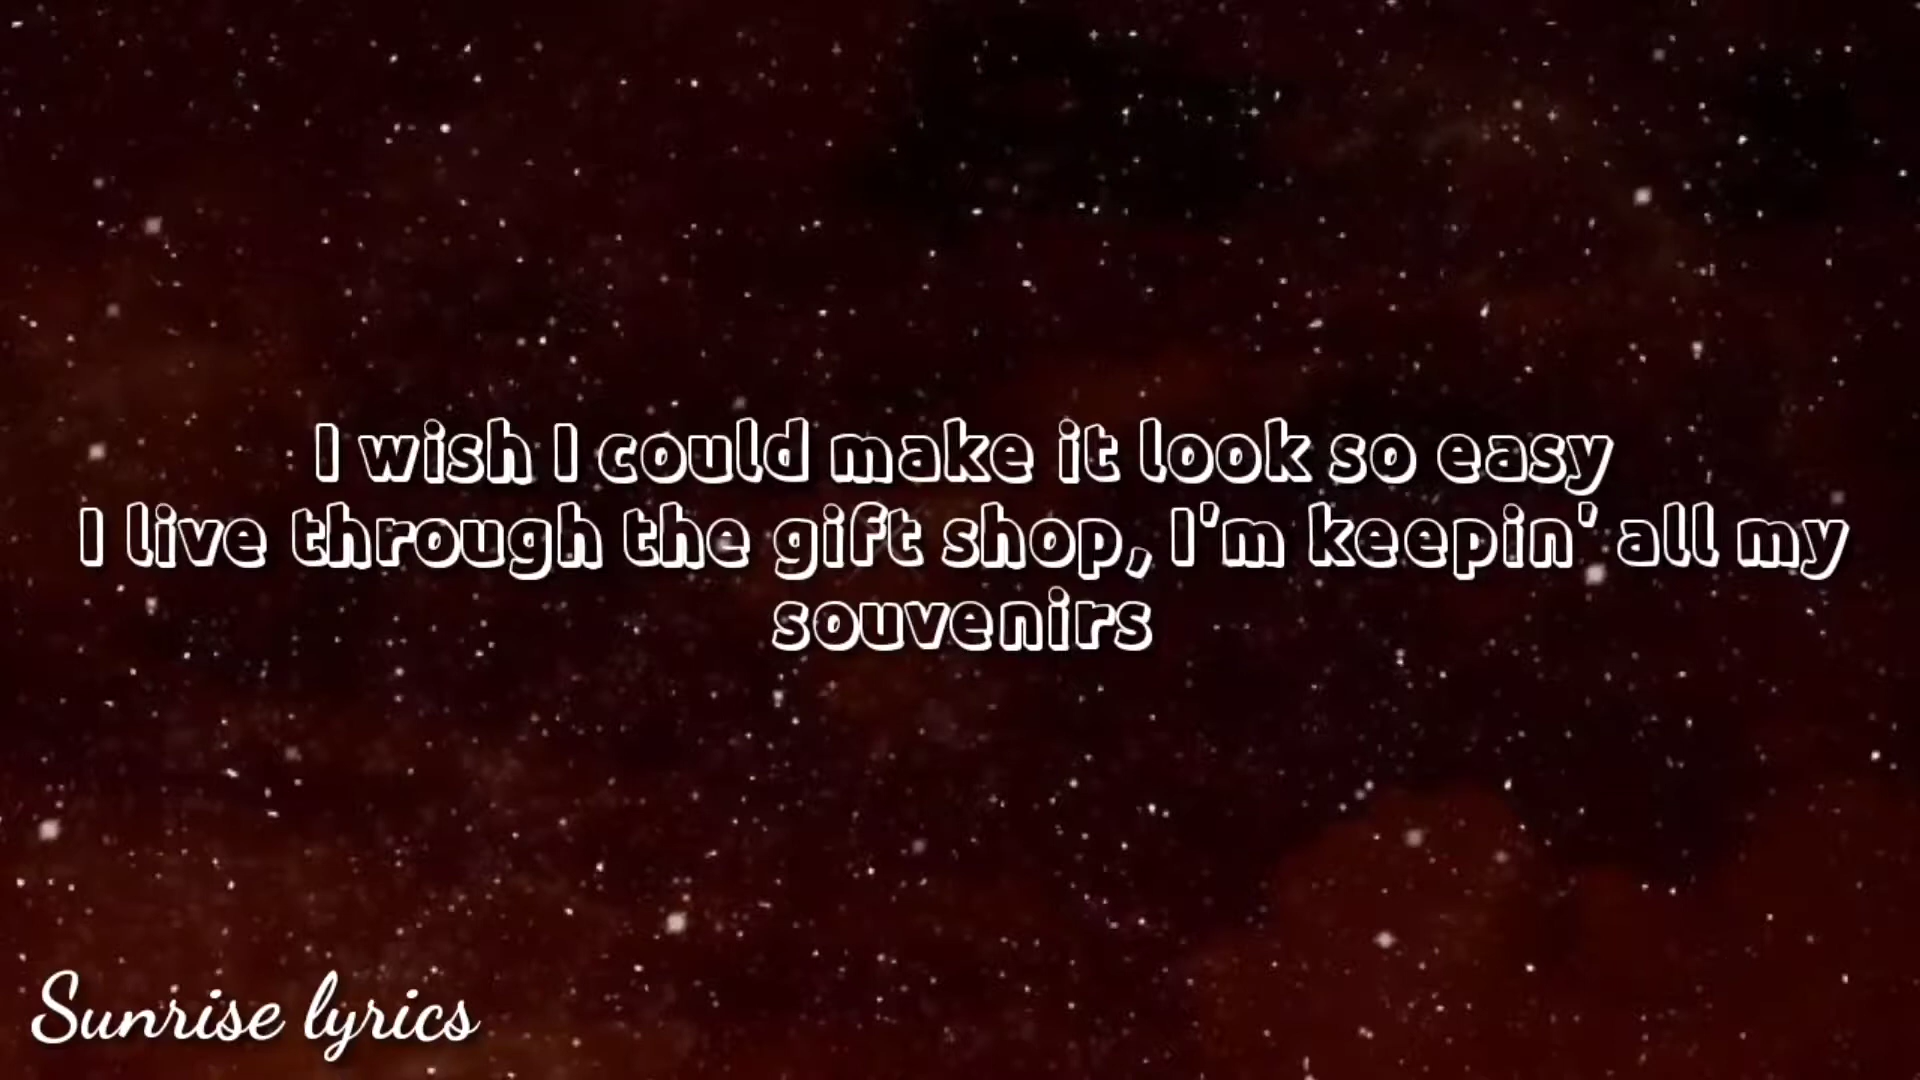 I wish I could make it look so easy
I live through the gift shop, I'm keepin' all my
souvenirs
Sunrise lyrics